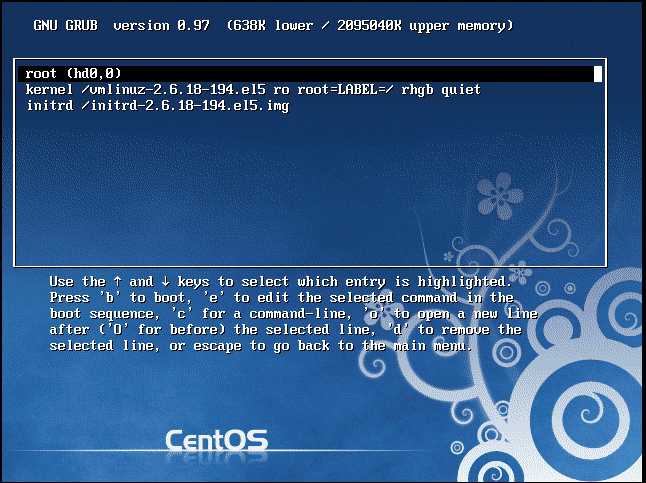 GNU GRUB version 0.97 (638K lower / 2095040K upper memory)
root (hd0,0)
kernel /vmlinuz-2.6.18-194.el5 ro root=LABEL=/ rhgb quiet
initrd /initrd-2.6.18-194.el5.img
Use the ↑ and ↓ keys to select which entry is highlighted.
Press 'b' to boot, 'e' to edit the selected command in the
boot sequence, 'c' for a command-line, 'o' to open a new line
after ('O' for before) the selected line, 'd' to remove the
selected line, or escape to go back to the main menu.
CentOS